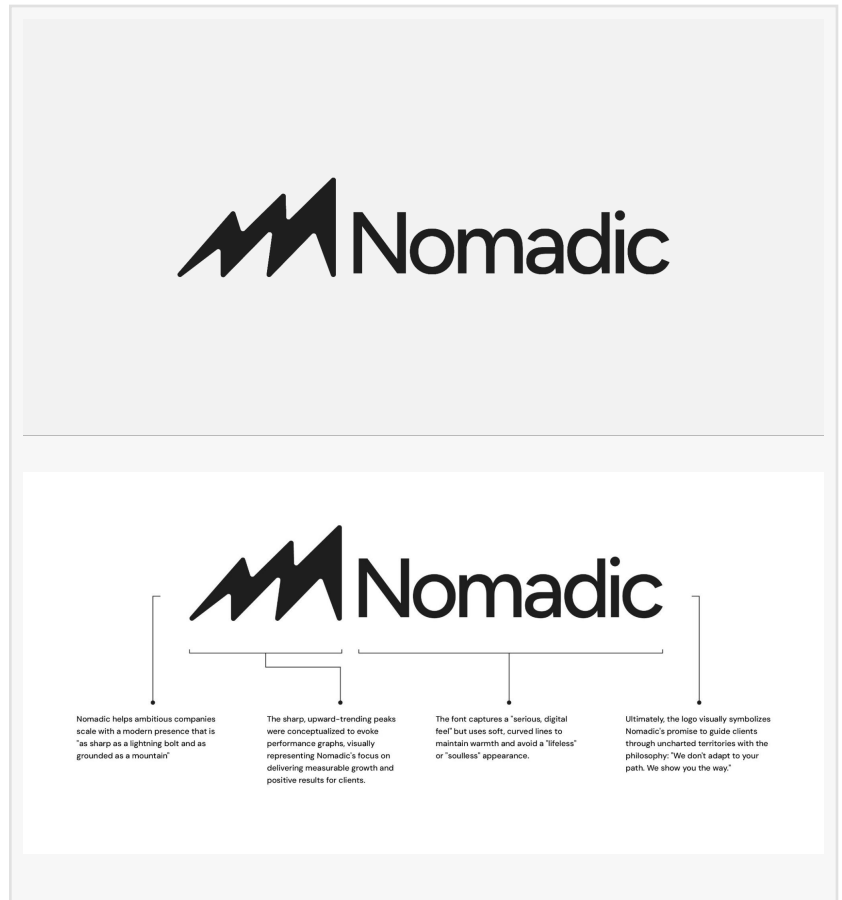 Nomadic
Nomadic
Nomadic helps ambitious companies
scale with a modern presence that is
"as sharp as a lightning bolt and as
grounded as a mountain"
The sharp, upward-trending peaks
were conceptualized to evoke
performance graphs, visually
representing Nomadic's focus on
delivering measurable growth and
positive results for clients.
The font captures a "serious, digital
feel" but uses soft, curved lines to
maintain warmth and avoid a "lifeless"
or "soulless" appearance.
Ultimately, the logo visually symbolizes
Nomadic's promise to guide clients
through uncharted territories with the
philosophy: "We don't adapt to your
path. We show you the way."